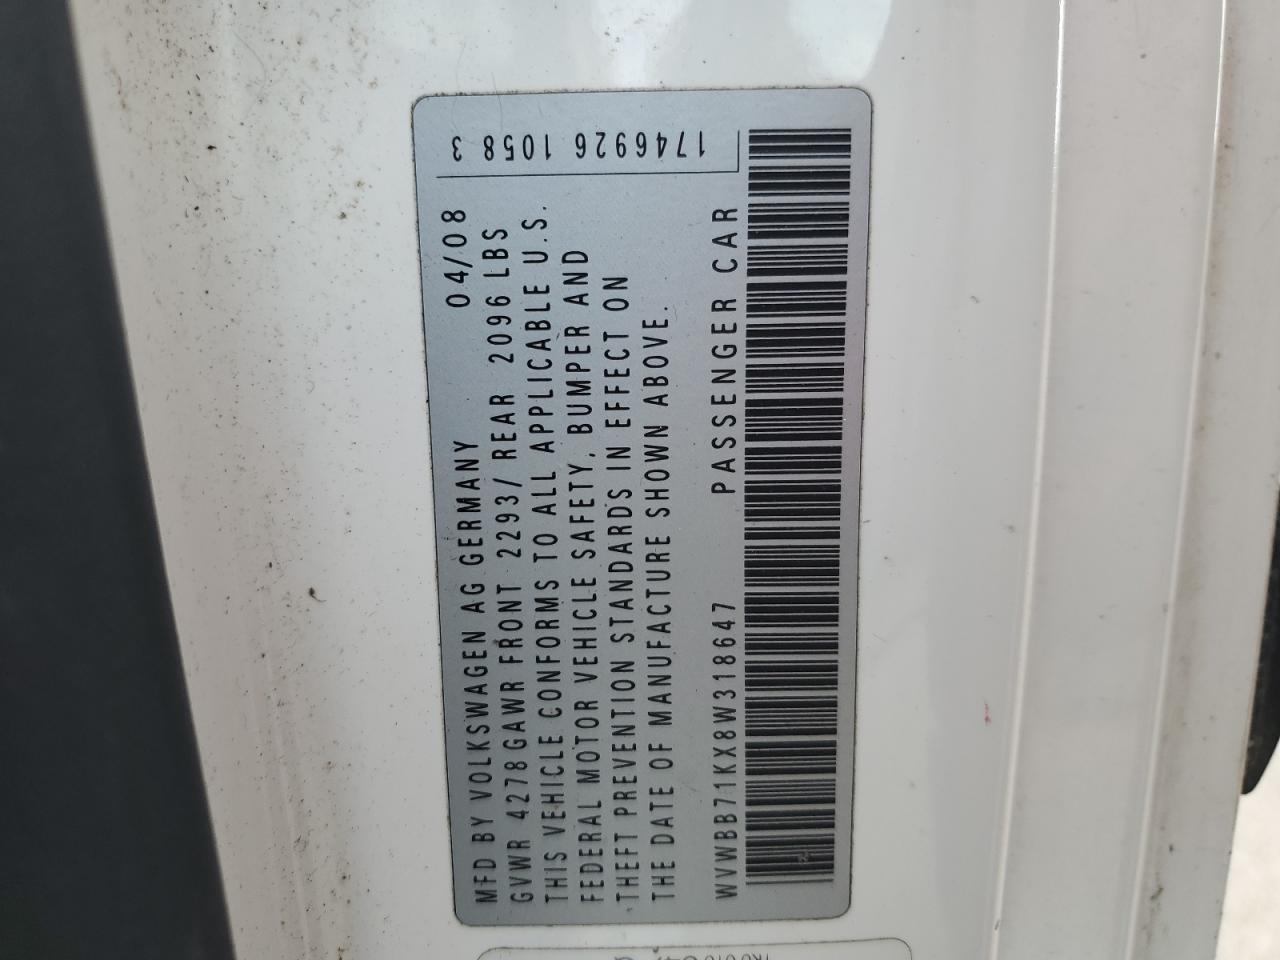 MFD BY VOLKSWAGEN AG GERMANY 04/08
GVWR 4278GAWR FRONT 2293/ REAR 2096 LBS
THIS VEHICLE CONFORMS TO ALL APPLICABLE U.S.
FEDERAL MOTOR VEHICLE SAFETY, BUMPER AND
THEFT PREVENTION STANDARDS IN EFFECT ON
THE DATE OF MANUFACTURE SHOWN ABOVE.
WVWBB71KX8W318647 PASSENGER CAR
1746926 1058 3